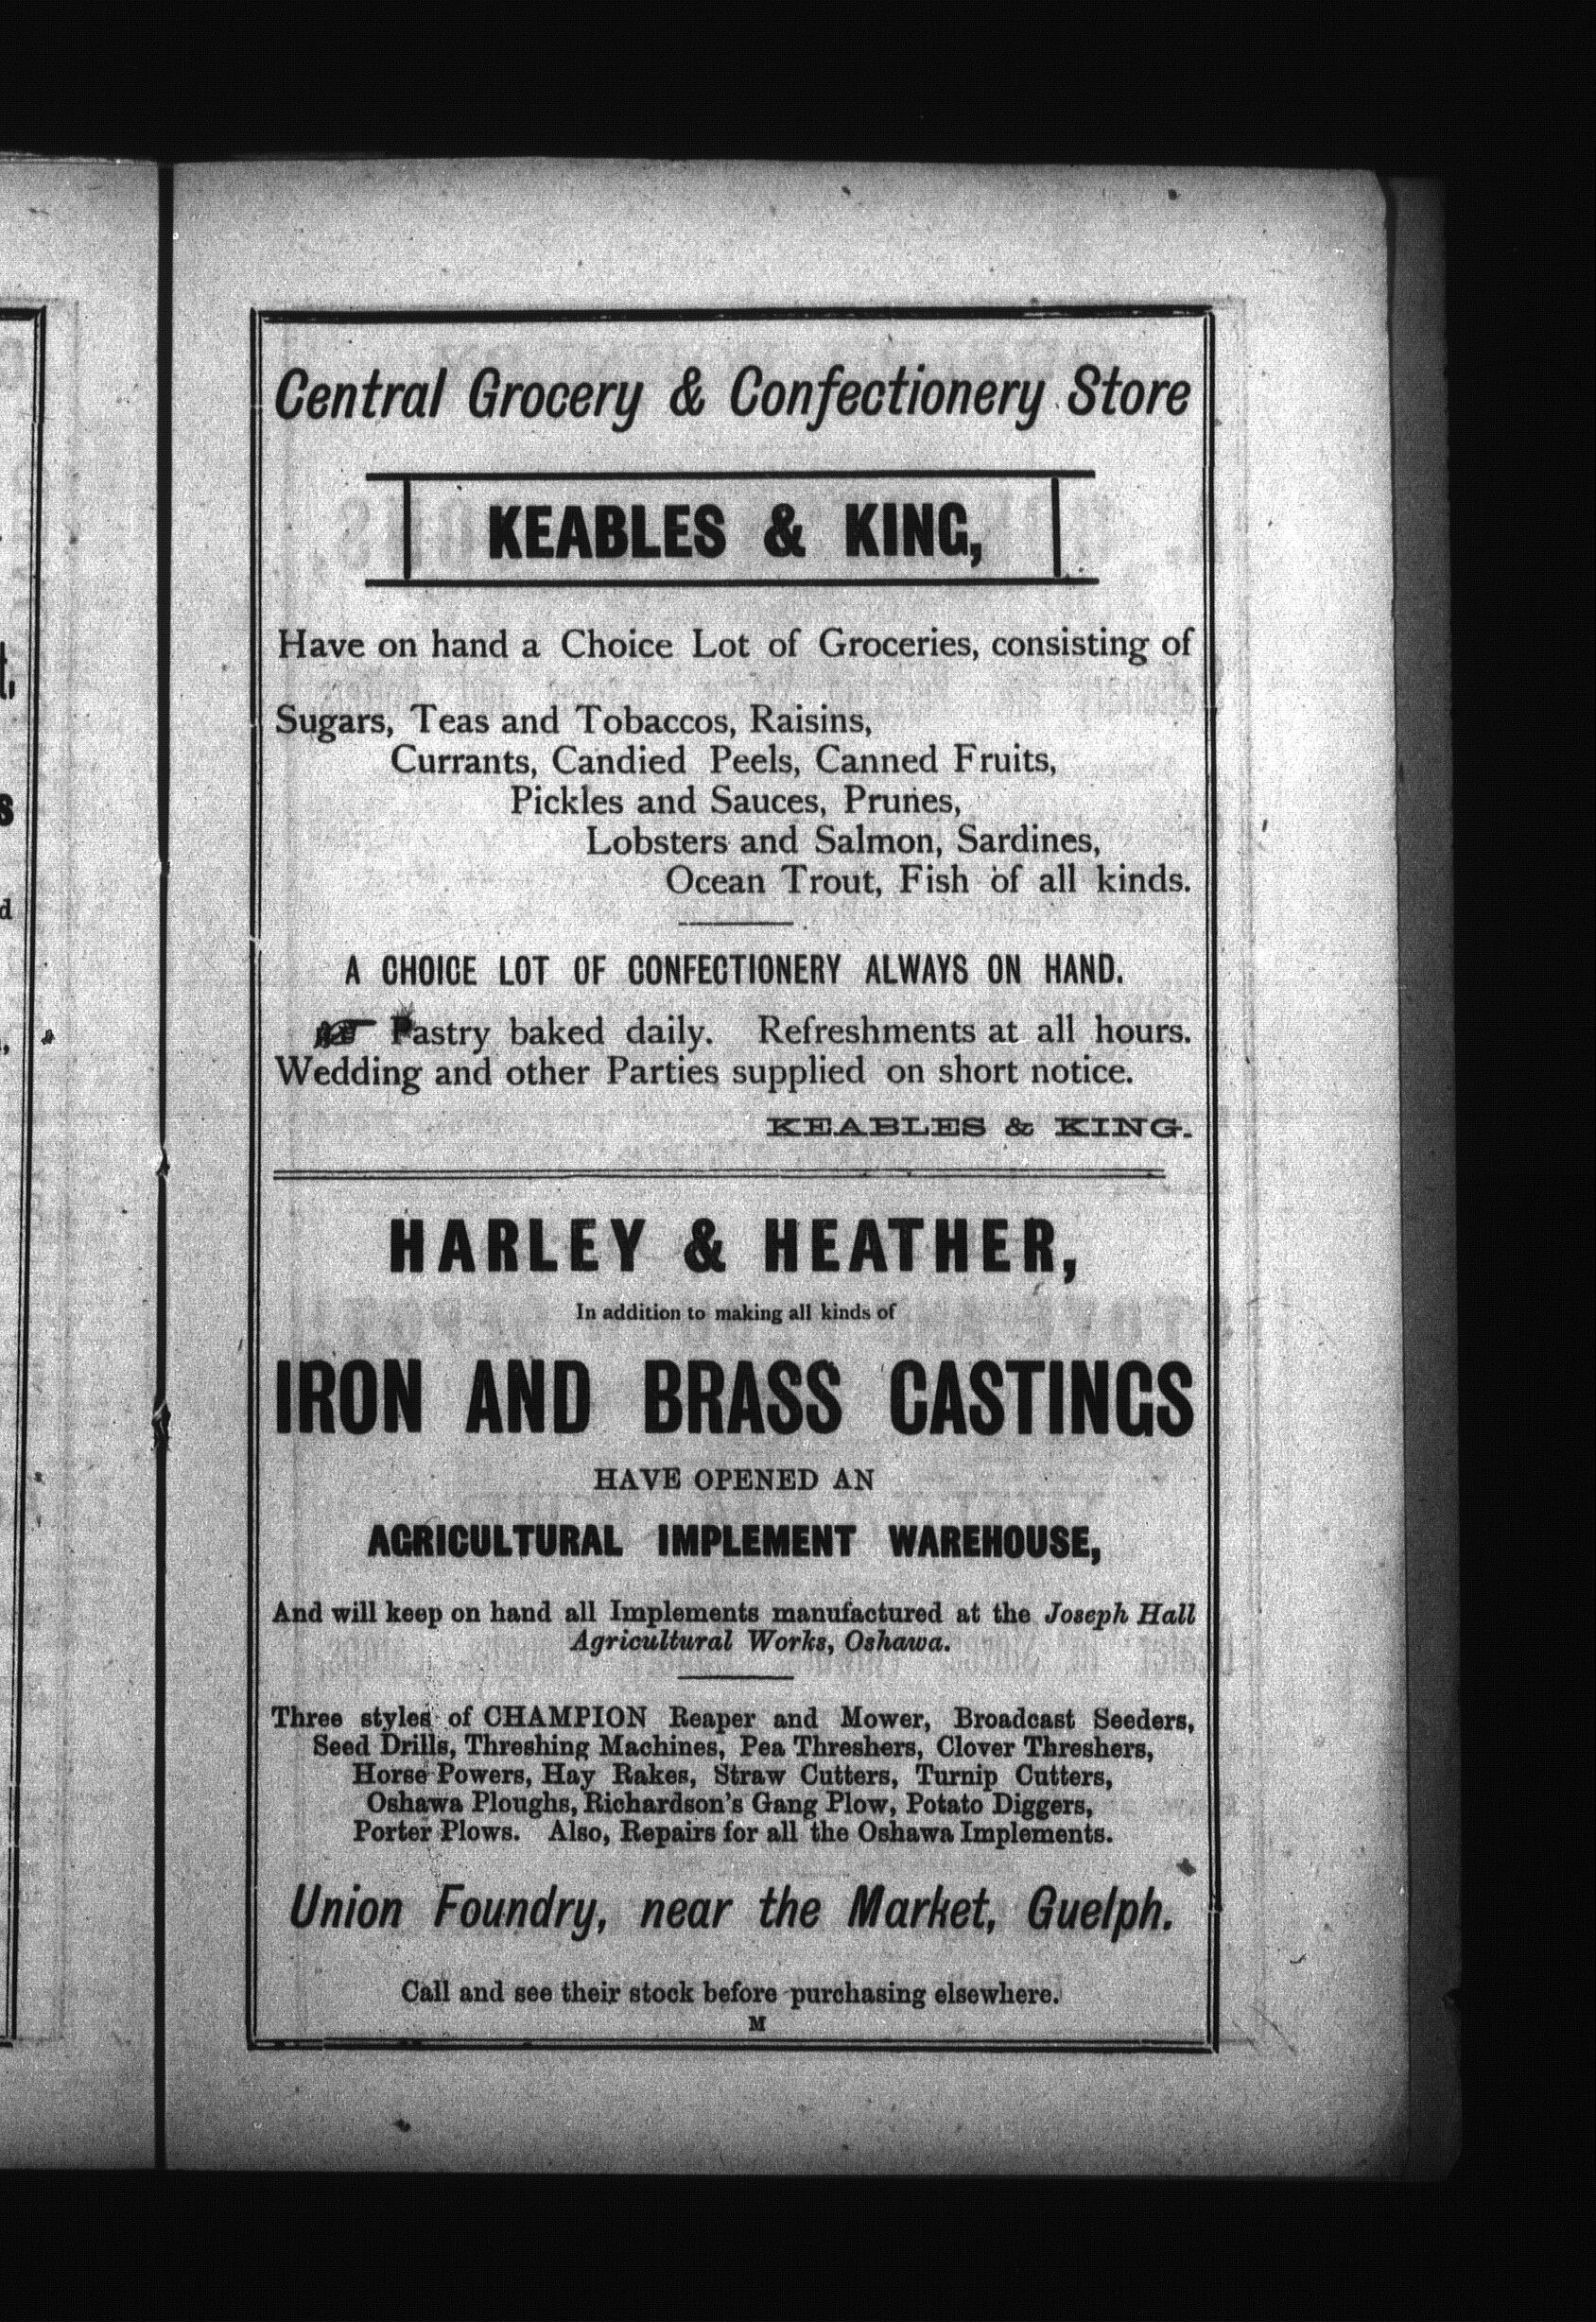 Central Grocery & Confectionery Store
KEABLES & KING,
Have on hand a Choice Lot of Groceries, consisting of
Sugars, Teas and Tobaccos, Raisins,
Currants, Candied Peels, Canned Fruits,
Pickles and Sauces, Prunes,
Lobsters and Salmon, Sardines,
Ocean Trout, Fish of all kinds.
A CHOICE LOT OF CONFECTIONERY ALWAYS ON HAND.
☞ Pastry baked daily. Refreshments at all hours.
Wedding and other Parties supplied on short notice.
KEABLES & KING.
HARLEY & HEATHER,
In addition to making all kinds of
IRON AND BRASS CASTINGS
HAVE OPENED AN
AGRICULTURAL IMPLEMENT WAREHOUSE,
And will keep on hand all Implements manufactured at the Joseph Hall
Agricultural Works, Oshawa.
Three styles of CHAMPION Reaper and Mower, Broadcast Seeders,
Seed Drills, Threshing Machines, Pea Threshers, Clover Threshers,
Horse Powers, Hay Rakes, Straw Cutters, Turnip Cutters,
Oshawa Ploughs, Richardson's Gang Plow, Potato Diggers,
Porter Plows. Also, Repairs for all the Oshawa Implements.
Union Foundry, near the Market, Guelph.
Call and see their stock before purchasing elsewhere.
M